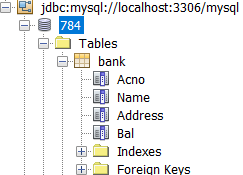 jdbc:mysql://localhost:3306/mysql
784
Tables
bank
Acno
Name
Address
Bal
Indexes
Foreign Keys